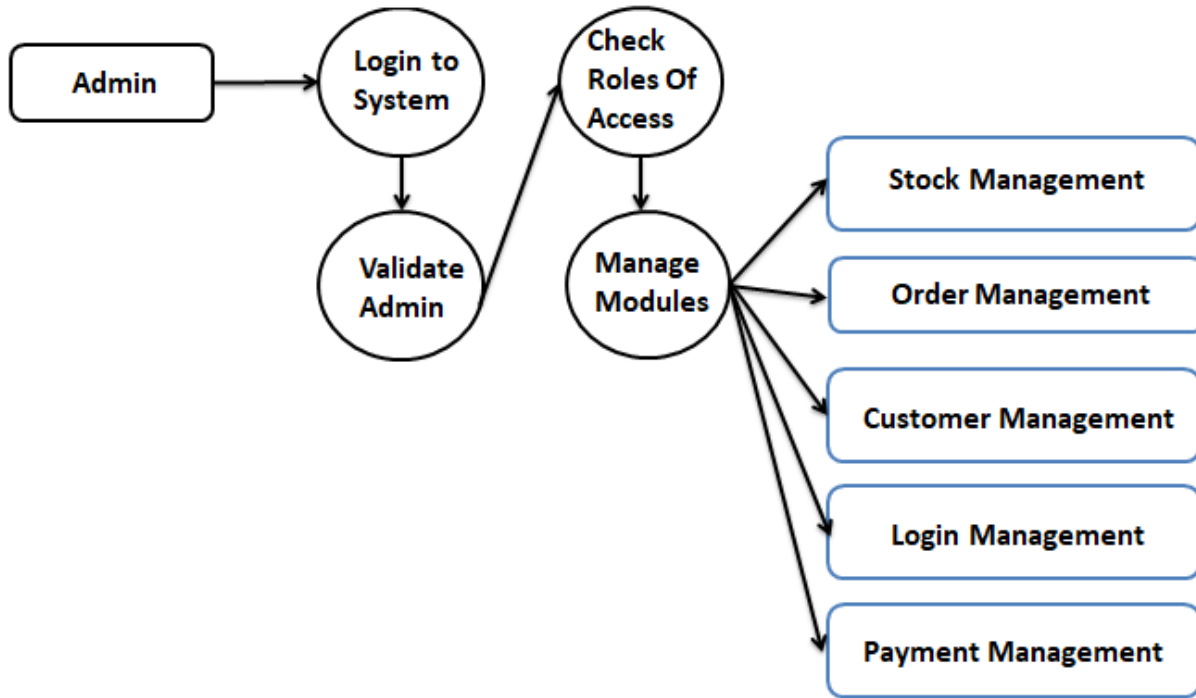 Admin
Login to
System
Validate
Admin
Check
Roles Of
Access
Manage
Modules
Stock Management
Order Management
Customer Management
Login Management
Payment Management